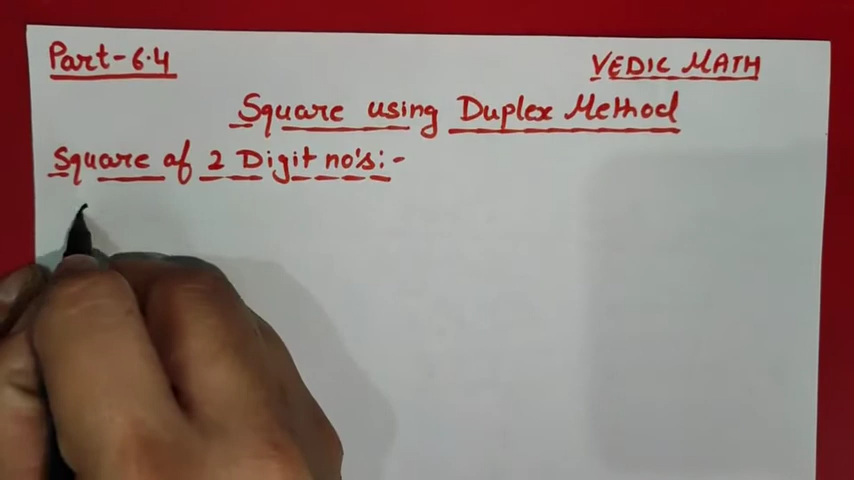 Part-6.4
VEDIC MATH
Square using Duplex Method
Square of 2 Digit no's:-